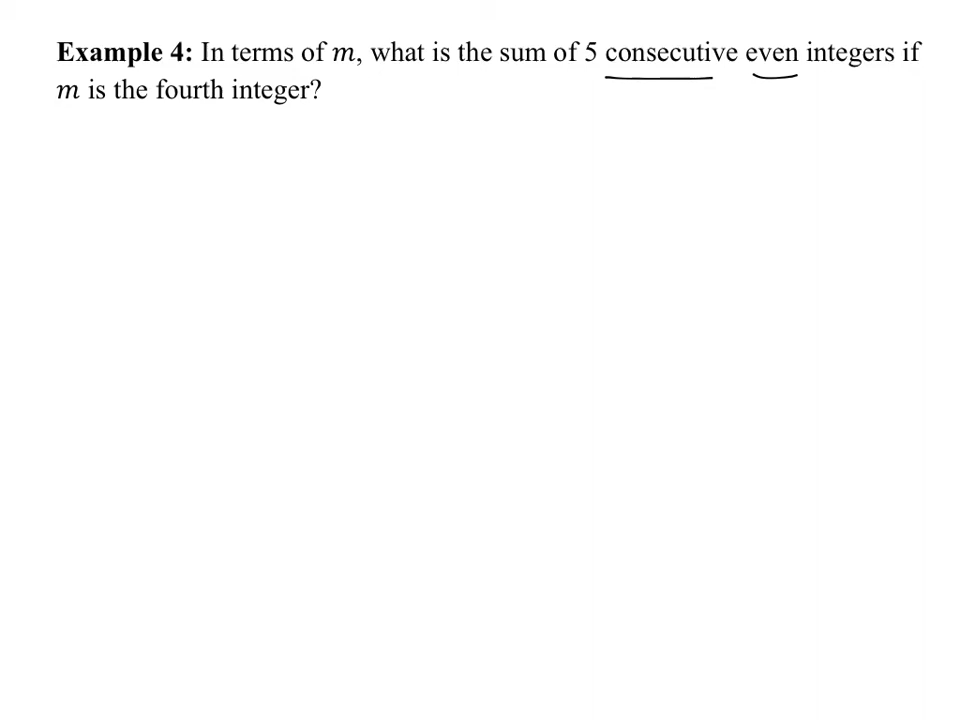 Example 4: In terms of m, what is the sum of 5 consecutive even integers if
m is the fourth integer?